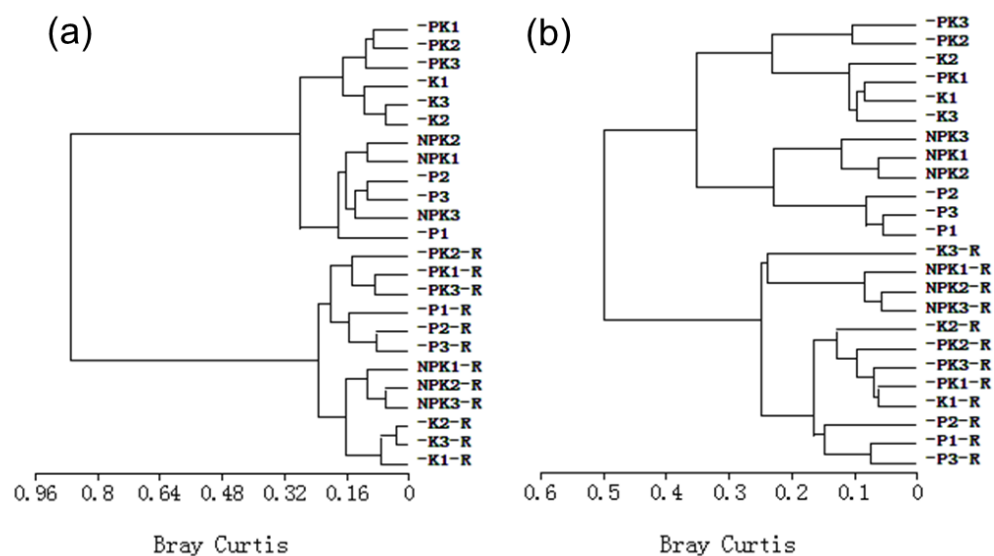 (a)
-PK1
-PK2
-PK3
-K1
-K3
-K2
NPK2
NPK1
-P2
-P3
NPK3
-P1
-PK2-R
-PK1-R
-PK3-R
-P1-R
-P2-R
-P3-R
NPK1-R
NPK2-R
NPK3-R
-K2-R
-K3-R
-K1-R
0.96 0.8 0.64 0.48 0.32 0.16 0
Bray Curtis
(b)
-PK3
-PK2
-K2
-PK1
-K1
-K3
NPK3
NPK1
NPK2
-P2
-P3
-P1
-K3-R
NPK1-R
NPK2-R
NPK3-R
-K2-R
-PK2-R
-PK3-R
-PK1-R
-K1-R
-P2-R
-P1-R
-P3-R
0.6 0.5 0.4 0.3 0.2 0.1 0
Bray Curtis